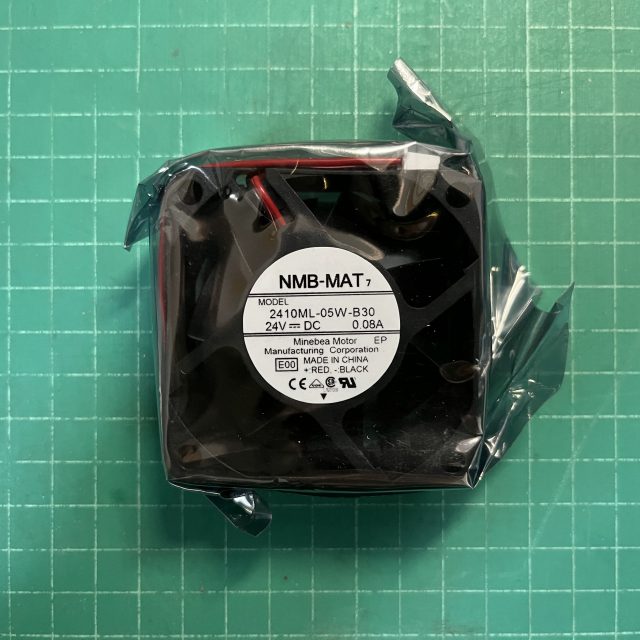 NMB-MAT 7
MODEL
2410ML-05W-B30
24V ⎓ DC 0.08A
Minebea Motor EP
Manufacturing Corporation
E00 MADE IN CHINA
+:RED, -:BLACK
CE